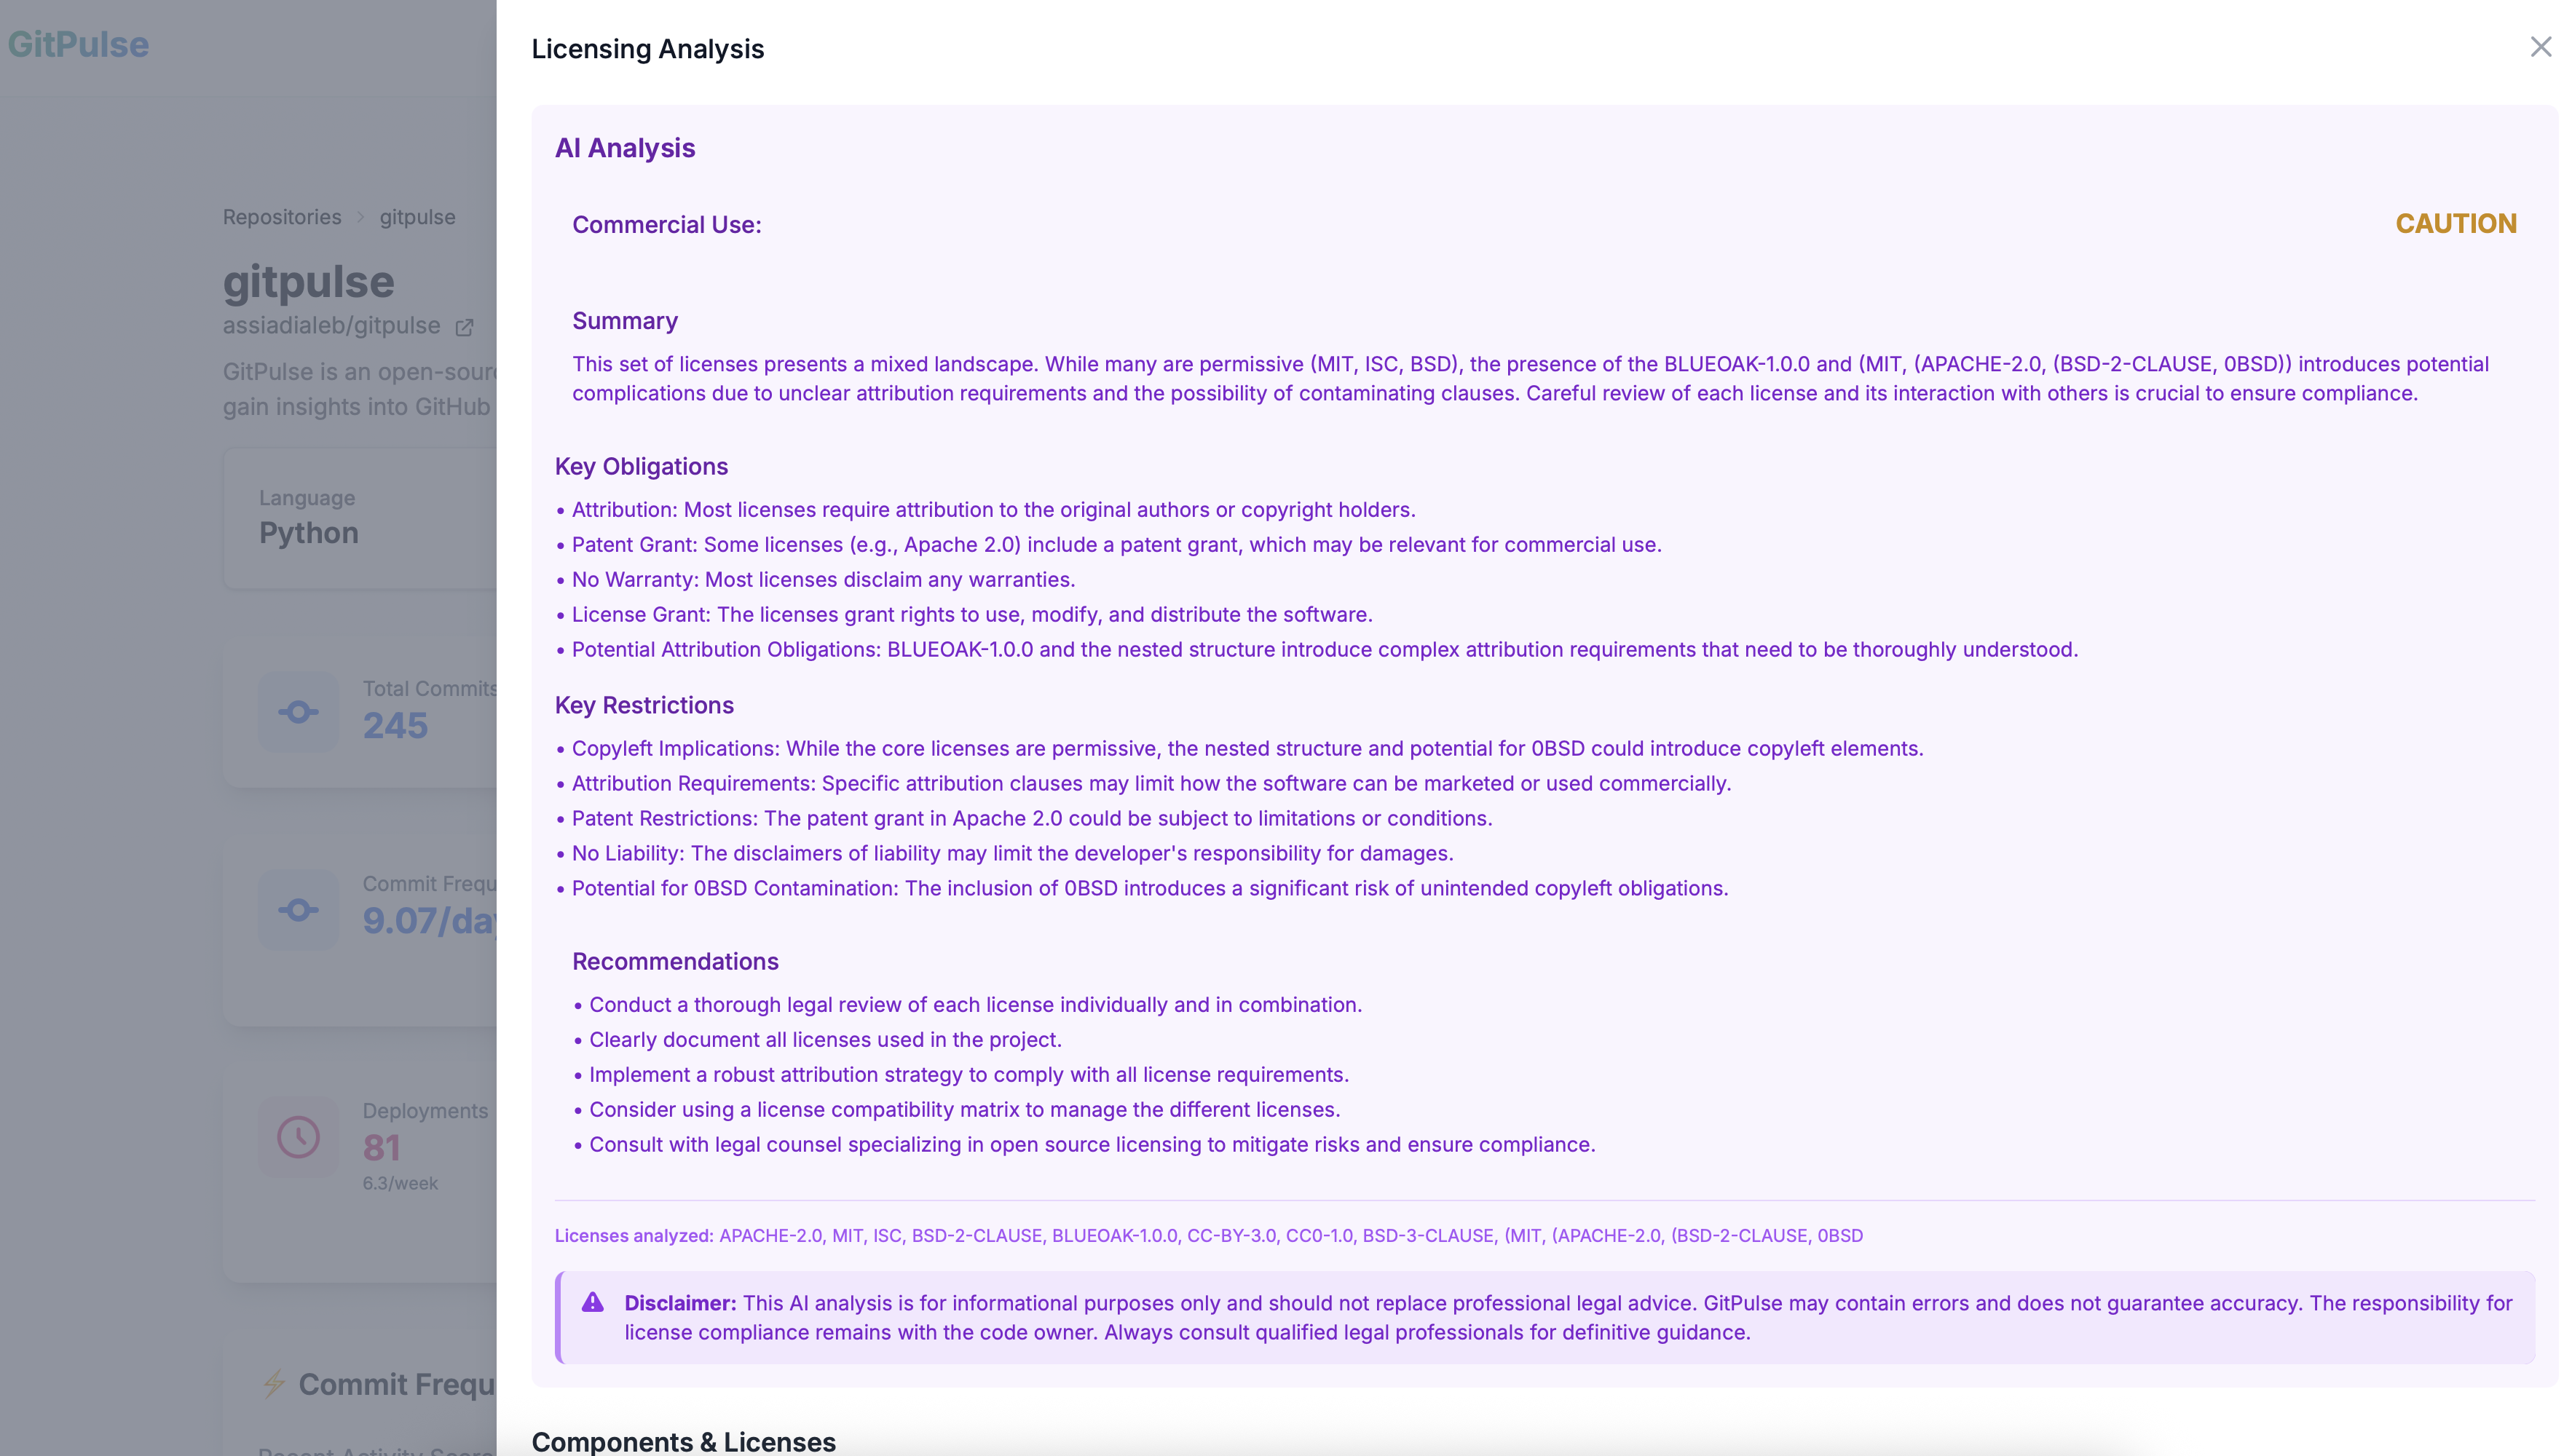 GitPulse
Repositories > gitpulse
gitpulse
assiadialeb/gitpulse
GitPulse is an open-sour
gain insights into GitHub
Language
Python
Total Commits
245
Commit Frequ
9.07/day
Deployments
81
6.3/week
Commit Frequ
Licensing Analysis
AI Analysis
Commercial Use:
CAUTION
Summary
This set of licenses presents a mixed landscape. While many are permissive (MIT, ISC, BSD), the presence of the BLUEOAK-1.0.0 and (MIT, (APACHE-2.0, (BSD-2-CLAUSE, 0BSD)) introduces potential
complications due to unclear attribution requirements and the possibility of contaminating clauses. Careful review of each license and its interaction with others is crucial to ensure compliance.
Key Obligations
• Attribution: Most licenses require attribution to the original authors or copyright holders.
• Patent Grant: Some licenses (e.g., Apache 2.0) include a patent grant, which may be relevant for commercial use.
• No Warranty: Most licenses disclaim any warranties.
• License Grant: The licenses grant rights to use, modify, and distribute the software.
• Potential Attribution Obligations: BLUEOAK-1.0.0 and the nested structure introduce complex attribution requirements that need to be thoroughly understood.
Key Restrictions
• Copyleft Implications: While the core licenses are permissive, the nested structure and potential for 0BSD could introduce copyleft elements.
• Attribution Requirements: Specific attribution clauses may limit how the software can be marketed or used commercially.
• Patent Restrictions: The patent grant in Apache 2.0 could be subject to limitations or conditions.
• No Liability: The disclaimers of liability may limit the developer's responsibility for damages.
• Potential for 0BSD Contamination: The inclusion of 0BSD introduces a significant risk of unintended copyleft obligations.
Recommendations
• Conduct a thorough legal review of each license individually and in combination.
• Clearly document all licenses used in the project.
• Implement a robust attribution strategy to comply with all license requirements.
• Consider using a license compatibility matrix to manage the different licenses.
• Consult with legal counsel specializing in open source licensing to mitigate risks and ensure compliance.
Licenses analyzed: APACHE-2.0, MIT, ISC, BSD-2-CLAUSE, BLUEOAK-1.0.0, CC-BY-3.0, CC0-1.0, BSD-3-CLAUSE, (MIT, (APACHE-2.0, (BSD-2-CLAUSE, 0BSD
Disclaimer: This AI analysis is for informational purposes only and should not replace professional legal advice. GitPulse may contain errors and does not guarantee accuracy. The responsibility for
license compliance remains with the code owner. Always consult qualified legal professionals for definitive guidance.
Components & Licenses